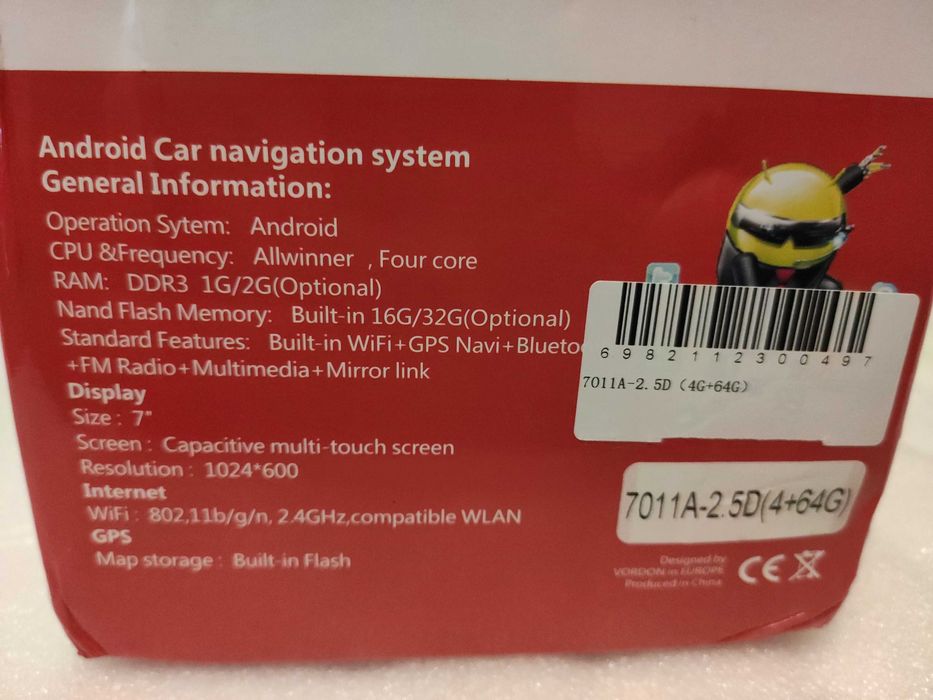 Android Car navigation system
General Information:
Operation Sytem: Android
CPU &Frequency: Allwinner , Four core
RAM: DDR3 1G/2G(Optional)
Nand Flash Memory: Built-in 16G/32G(Optional)
Standard Features: Built-in WiFi+GPS Navi+Blueto
+FM Radio+Multimedia+Mirror link
Display
Size : 7"
Screen : Capacitive multi-touch screen
Resolution : 1024*600
Internet
WiFi : 802,11b/g/n, 2.4GHz,compatible WLAN
GPS
Map storage : Built-in Flash
6982112300497
7011A-2.5D (4G+64G)
7011A-2.5D(4+64G)
Designed by
VORDON in EUROPE
Produced in China
CE